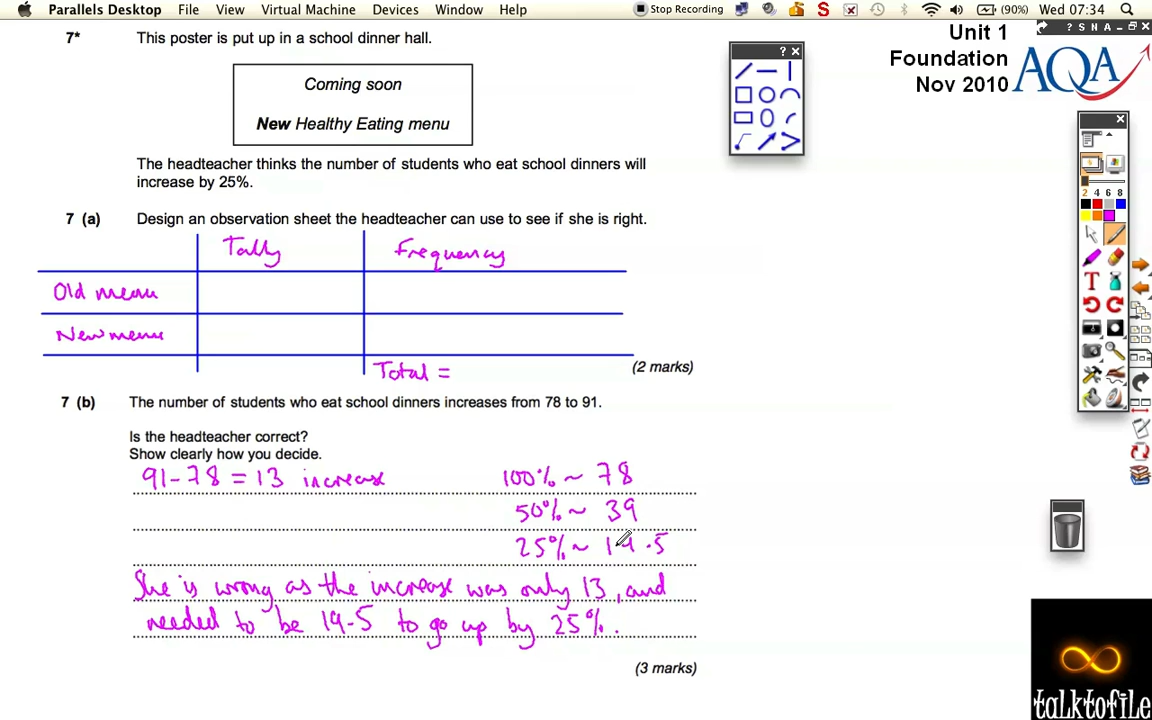 Parallels Desktop File View Virtual Machine Devices Window Help Stop Recording S (90%) Wed 07:34
7* This poster is put up in a school dinner hall.
Unit 1
Foundation
Nov 2010
AQA
? S N A
Coming soon
New Healthy Eating menu
The headteacher thinks the number of students who eat school dinners will
increase by 25%.
2 4 6 8
7 (a) Design an observation sheet the headteacher can use to see if she is right.
Tally Frequency
Old menu
New menu
Total =
(2 marks)
7 (b) The number of students who eat school dinners increases from 78 to 91.
Is the headteacher correct?
Show clearly how you decide.
91-78 = 13 increase 100% ~ 78
50% ~ 39
25% ~ 19.5
She is wrong as the increase was only 13, and
needed to be 19.5 to go up by 25%.
(3 marks)
talktofile